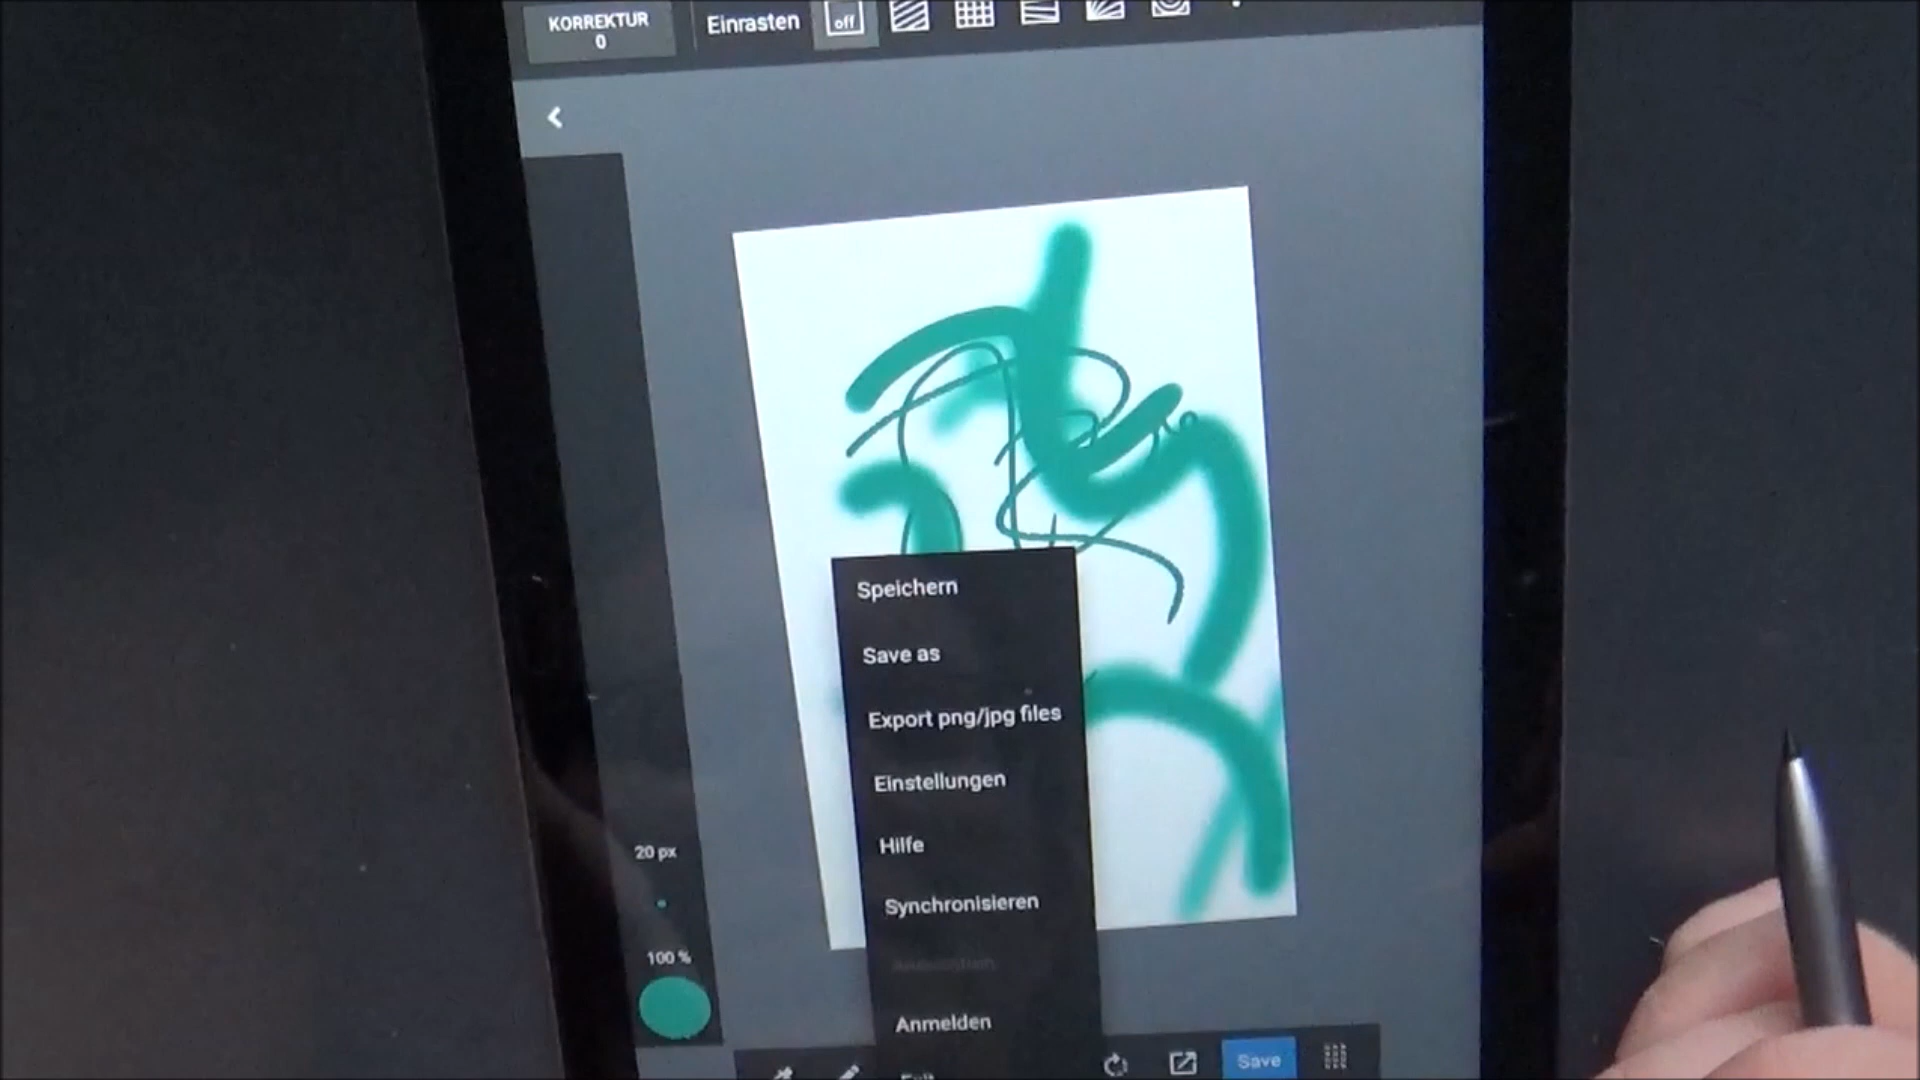 KORREKTUR
0
Einrasten
off
Speichern
Save as
Export png/jpg files
Einstellungen
Hilfe
Synchronisieren
Anmelden
20 px
100 %
Save